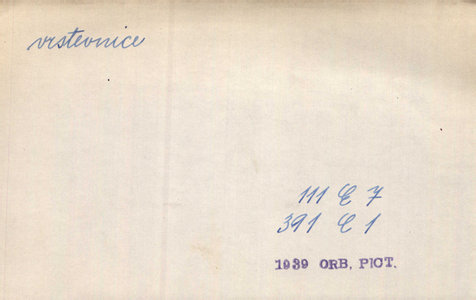 vrstevnice
111 E 7
391 E 1
1939 ORB. PICT.